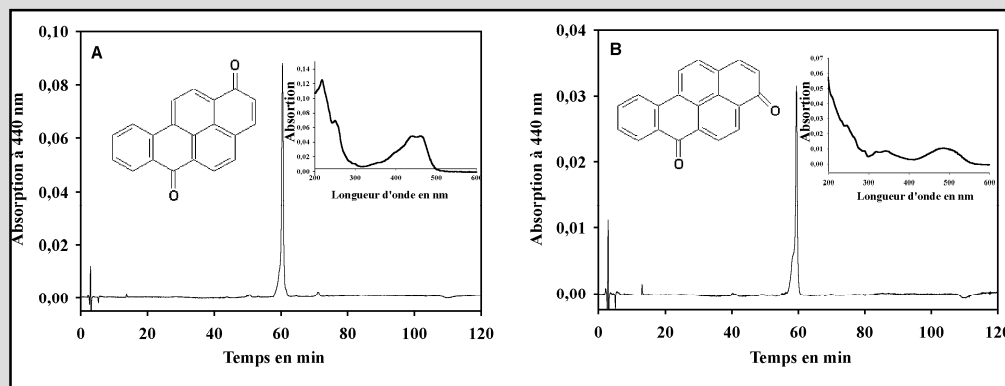 A
Absorption à 440 nm
0,10
0,08
0,06
0,04
0,02
0,00
0 20 40 60 80 100 120
Temps en min
O
O
Absorption
0,14
0,12
0,10
0,08
0,06
0,04
0,02
0,00
200 300 400 500 600
Longueur d'onde en nm
B
Absorption à 440 nm
0,04
0,03
0,02
0,01
0,00
0 20 40 60 80 100 120
Temps en min
O
O
Absorption
0,07
0,06
0,05
0,04
0,03
0,02
0,01
0,00
200 300 400 500 600
Longueur d'onde en nm